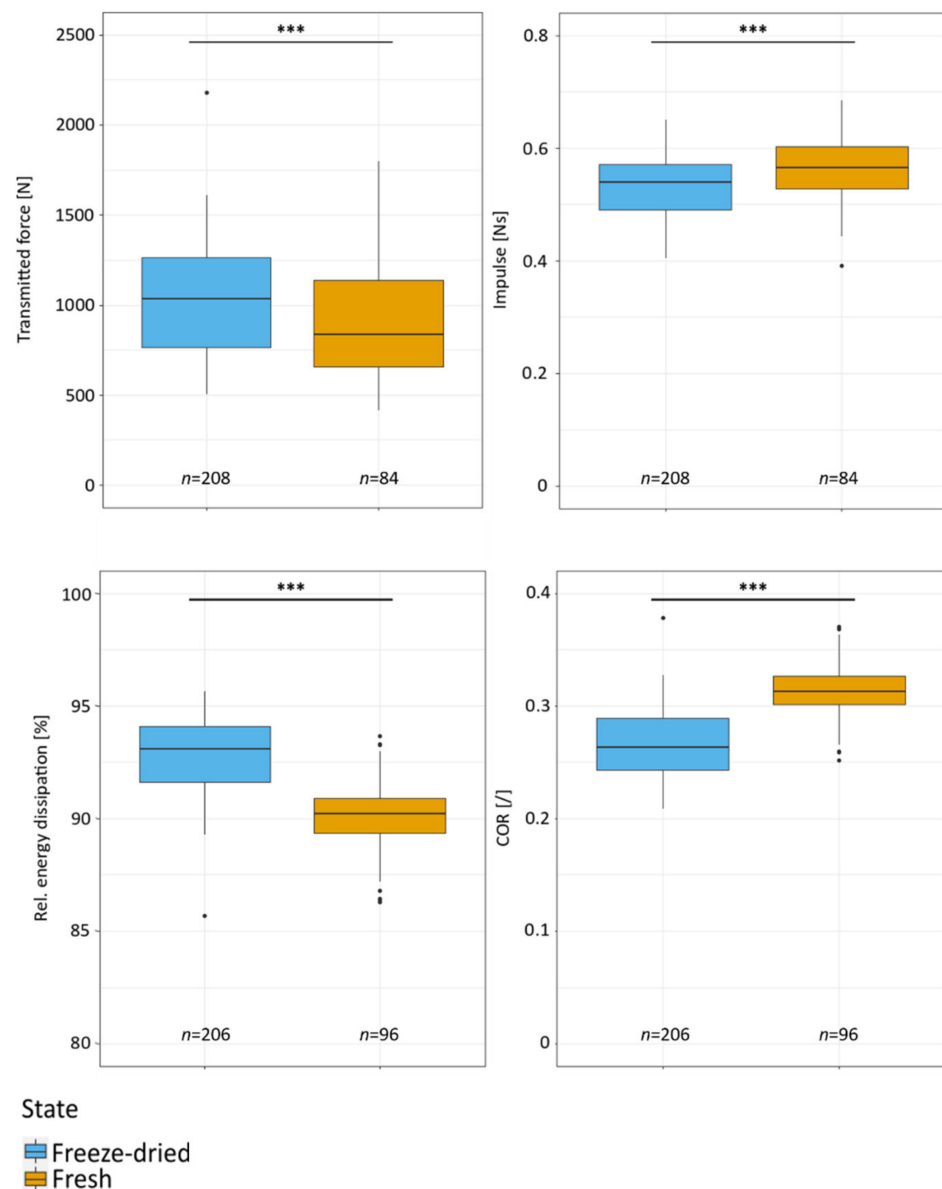 ***
2500
2000
1500
1000
500
0
Transmitted force [N]
n=208
n=84
***
0.8
0.6
0.4
0.2
0
Impulse [Ns]
n=208
n=84
***
100
95
90
85
80
Rel. energy dissipation [%]
n=206
n=96
***
0.4
0.3
0.2
0.1
0
COR [/]
n=206
n=96
State
Freeze-dried
Fresh